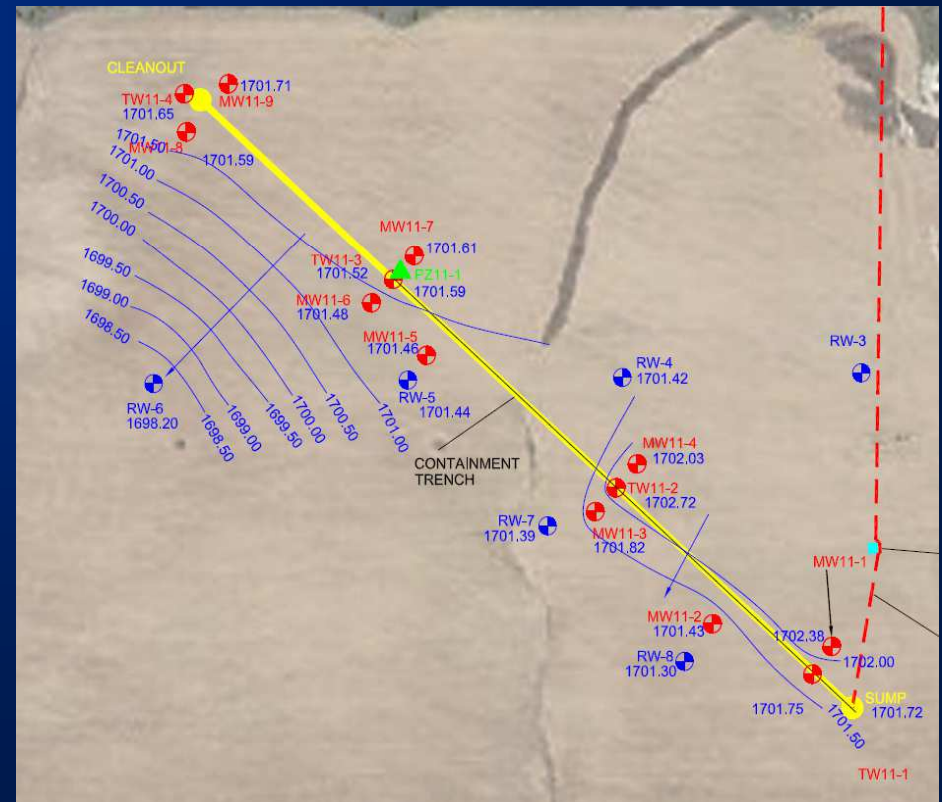 CLEANOUT
1701.71
TW11-4
MW11-9
1701.65
1701.50
MW11-8
1701.59
1701.00
1700.50
1700.00
1699.50
1699.00
1698.50
MW11-7
1701.61
TW11-3
1701.52
PZ11-1
1701.59
MW11-6
1701.48
MW11-5
1701.46
RW-3
RW-4
1701.42
RW-5
1701.44
RW-6
1698.20
1701.00
1700.50
1700.00
1699.50
1699.00
1698.50
CONTAINMENT
TRENCH
MW11-4
1702.03
TW11-2
1702.72
RW-7
1701.39
MW11-3
1701.82
MW11-1
MW11-2
1701.43
1702.38
RW-8
1701.30
1702.00
SUMP
1701.75
1701.50
1701.72
TW11-1